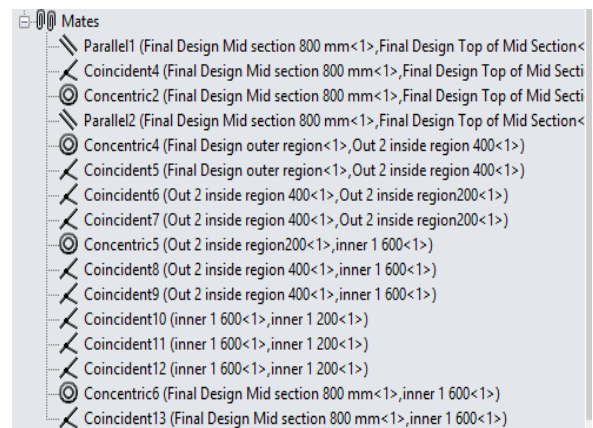 Mates
Parallel1 (Final Design Mid section 800 mm<1>,Final Design Top of Mid Section<
Coincident4 (Final Design Mid section 800 mm<1>,Final Design Top of Mid Secti
Concentric2 (Final Design Mid section 800 mm<1>,Final Design Top of Mid Secti
Parallel2 (Final Design Mid section 800 mm<1>,Final Design Top of Mid Section<
Concentric4 (Final Design outer region<1>,Out 2 inside region 400<1>)
Coincident5 (Final Design outer region<1>,Out 2 inside region 400<1>)
Coincident6 (Out 2 inside region 400<1>,Out 2 inside region200<1>)
Coincident7 (Out 2 inside region 400<1>,Out 2 inside region200<1>)
Concentric5 (Out 2 inside region200<1>,inner 1 600<1>)
Coincident8 (Out 2 inside region 400<1>,inner 1 600<1>)
Coincident9 (Out 2 inside region 400<1>,inner 1 600<1>)
Coincident10 (inner 1 600<1>,inner 1 200<1>)
Coincident11 (inner 1 600<1>,inner 1 200<1>)
Coincident12 (inner 1 600<1>,inner 1 200<1>)
Concentric6 (Final Design Mid section 800 mm<1>,inner 1 600<1>)
Coincident13 (Final Design Mid section 800 mm<1>,inner 1 600<1>)